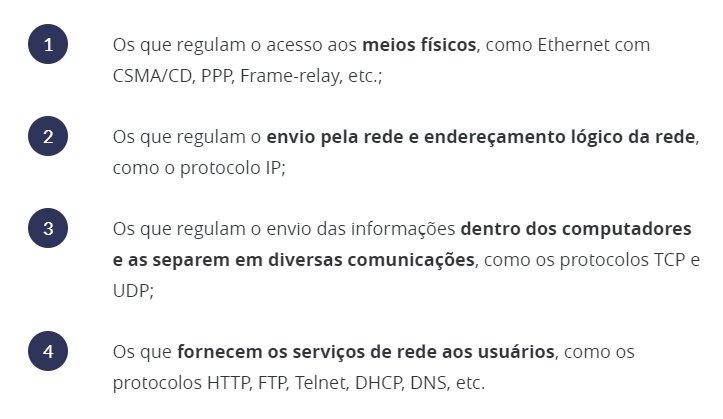 1 Os que regulam o acesso aos meios físicos, como Ethernet com
CSMA/CD, PPP, Frame-relay, etc.;
2 Os que regulam o envio pela rede e endereçamento lógico da rede,
como o protocolo IP;
3 Os que regulam o envio das informações dentro dos computadores
e as separem em diversas comunicações, como os protocolos TCP e
UDP;
4 Os que fornecem os serviços de rede aos usuários, como os
protocolos HTTP, FTP, Telnet, DHCP, DNS, etc.